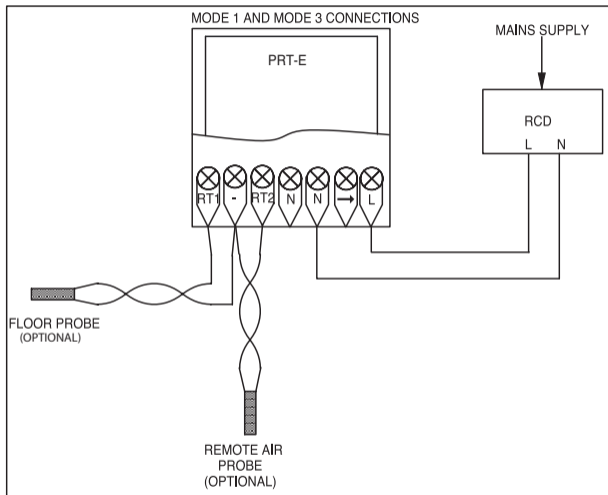 MODE 1 AND MODE 3 CONNECTIONS
MAINS SUPPLY
PRT-E
RCD
L N
RT1 - RT2 N N → L
FLOOR PROBE
(OPTIONAL)
REMOTE AIR
PROBE
(OPTIONAL)